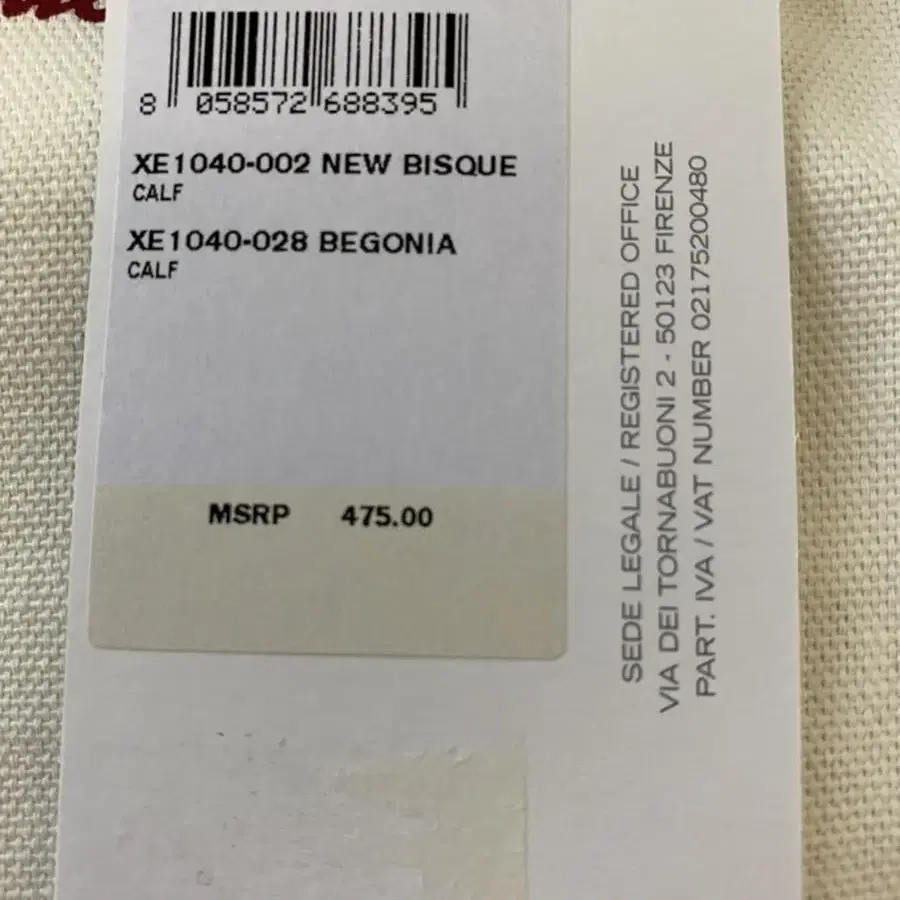 8 058572 688395
XE1040-002 NEW BISQUE
CALF
XE1040-028 BEGONIA
CALF
MSRP 475.00
SEDE LEGALE / REGISTERED OFFICE
VIA DEI TORNABUONI 2 - 50123 FIRENZE
PART. IVA / VAT NUMBER 02175200480